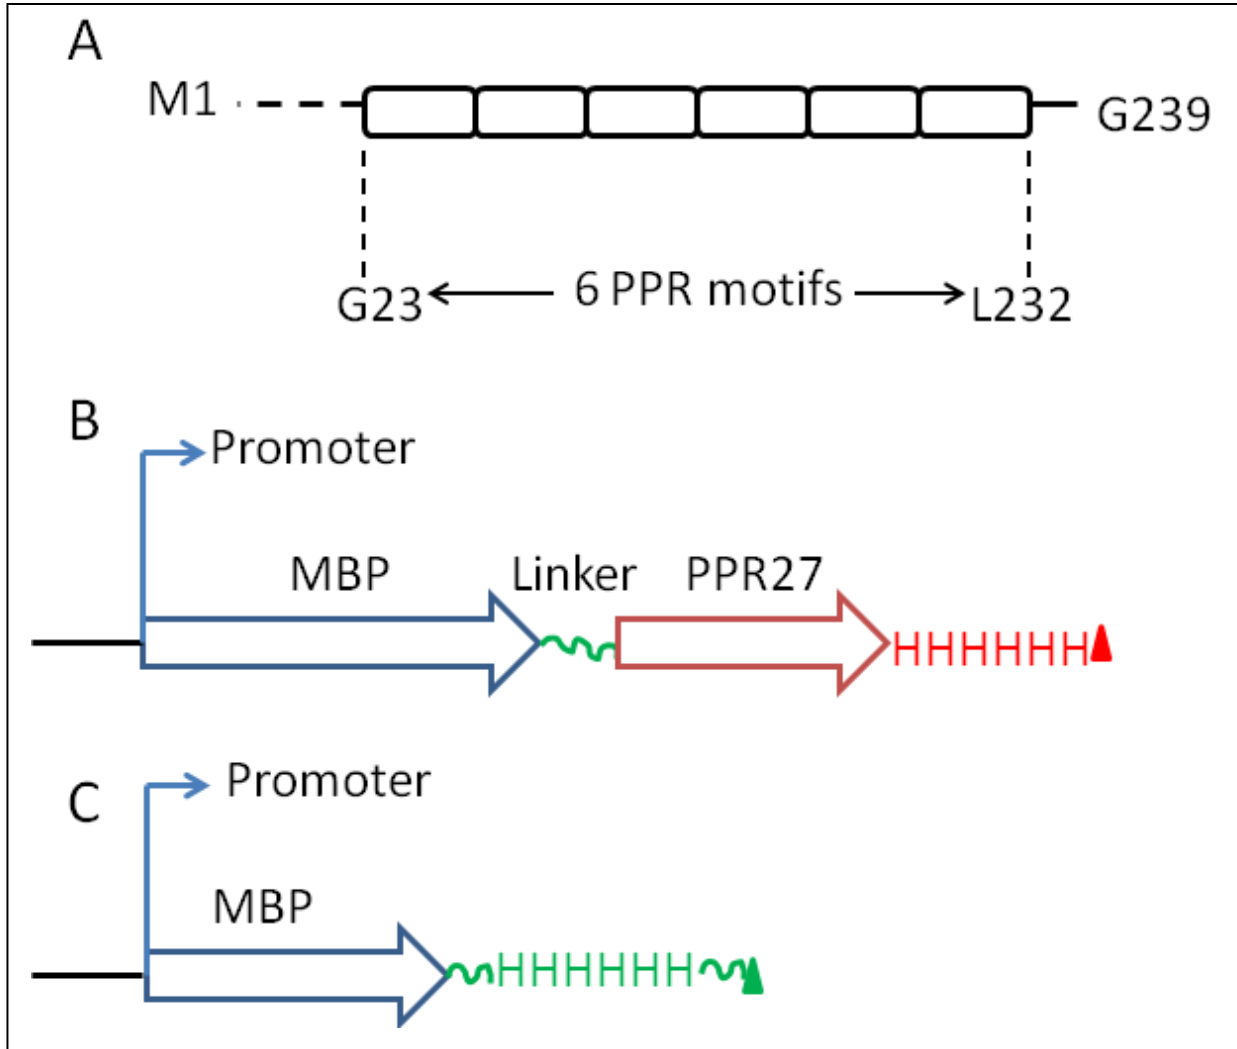 A
M1
G239
6 PPR motifs
G23
L232
B
Promoter
MBP Linker PPR27
HHHHHH
C
Promoter
MBP
HHHHHH